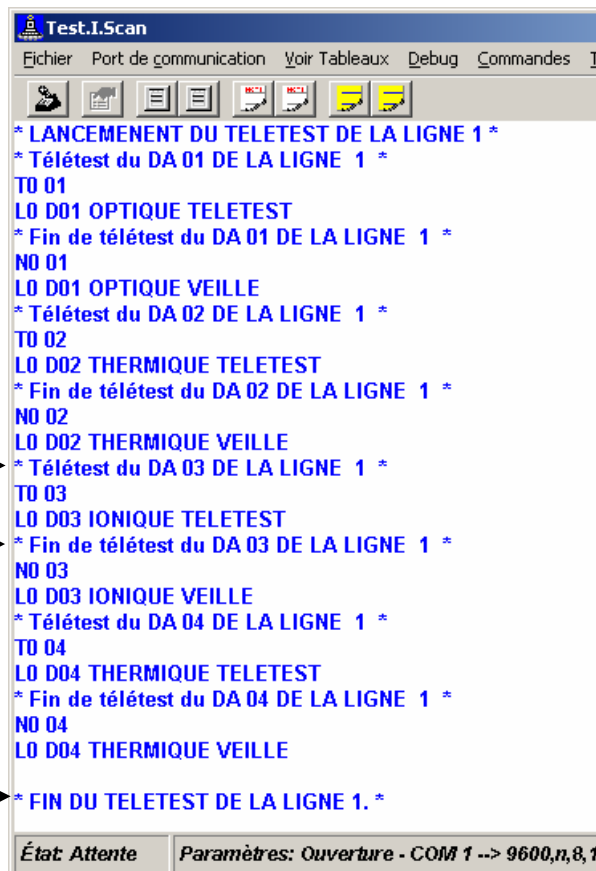 Test.I.Scan
Fichier Port de communication Voir Tableaux Debug Commandes T
* LANCEMENENT DU TELETEST DE LA LIGNE 1 *
* Télétest du DA 01 DE LA LIGNE 1 *
T0 01
L0 D01 OPTIQUE TELETEST
* Fin de télétest du DA 01 DE LA LIGNE 1 *
N0 01
L0 D01 OPTIQUE VEILLE
* Télétest du DA 02 DE LA LIGNE 1 *
T0 02
L0 D02 THERMIQUE TELETEST
* Fin de télétest du DA 02 DE LA LIGNE 1 *
N0 02
L0 D02 THERMIQUE VEILLE
* Télétest du DA 03 DE LA LIGNE 1 *
T0 03
L0 D03 IONIQUE TELETEST
* Fin de télétest du DA 03 DE LA LIGNE 1 *
N0 03
L0 D03 IONIQUE VEILLE
* Télétest du DA 04 DE LA LIGNE 1 *
T0 04
L0 D04 THERMIQUE TELETEST
* Fin de télétest du DA 04 DE LA LIGNE 1 *
N0 04
L0 D04 THERMIQUE VEILLE
* FIN DU TELETEST DE LA LIGNE 1. *
État: Attente Paramètres: Ouverture - COM 1 --> 9600,n,8,1